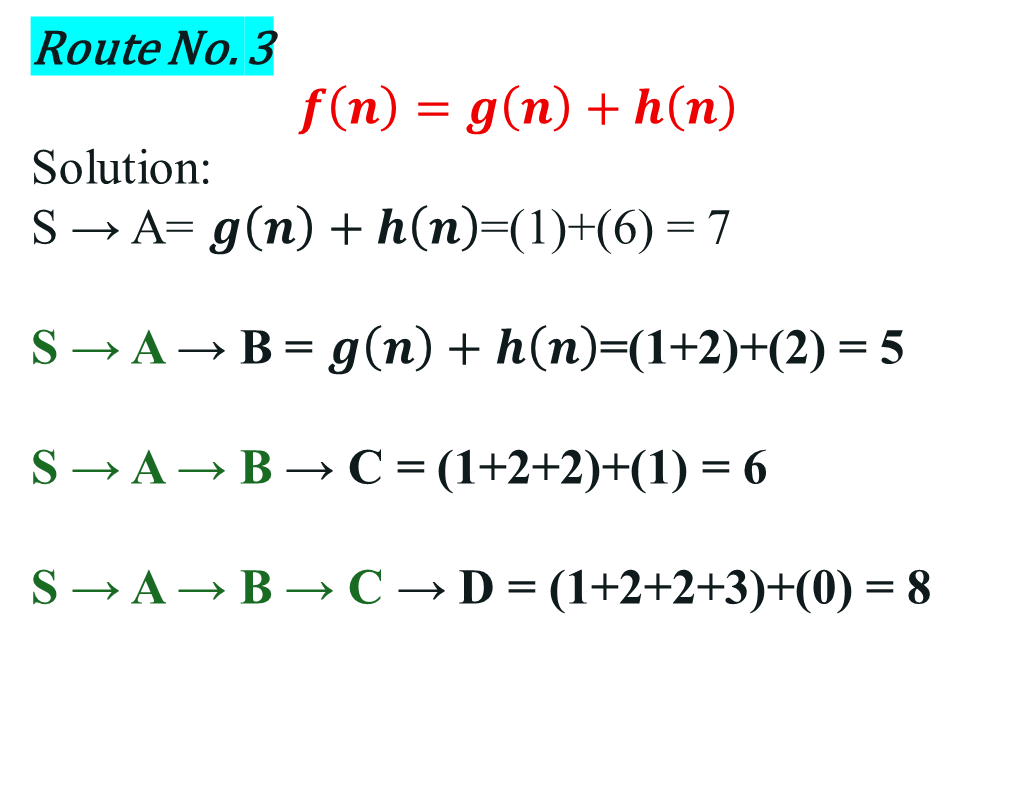 Route No. 3
f(n) = g(n) + h(n)
Solution:
S → A= g(n) + h(n)=(1)+(6) = 7
S → A → B = g(n) + h(n)=(1+2)+(2) = 5
S → A → B → C = (1+2+2)+(1) = 6
S → A → B → C → D = (1+2+2+3)+(0) = 8